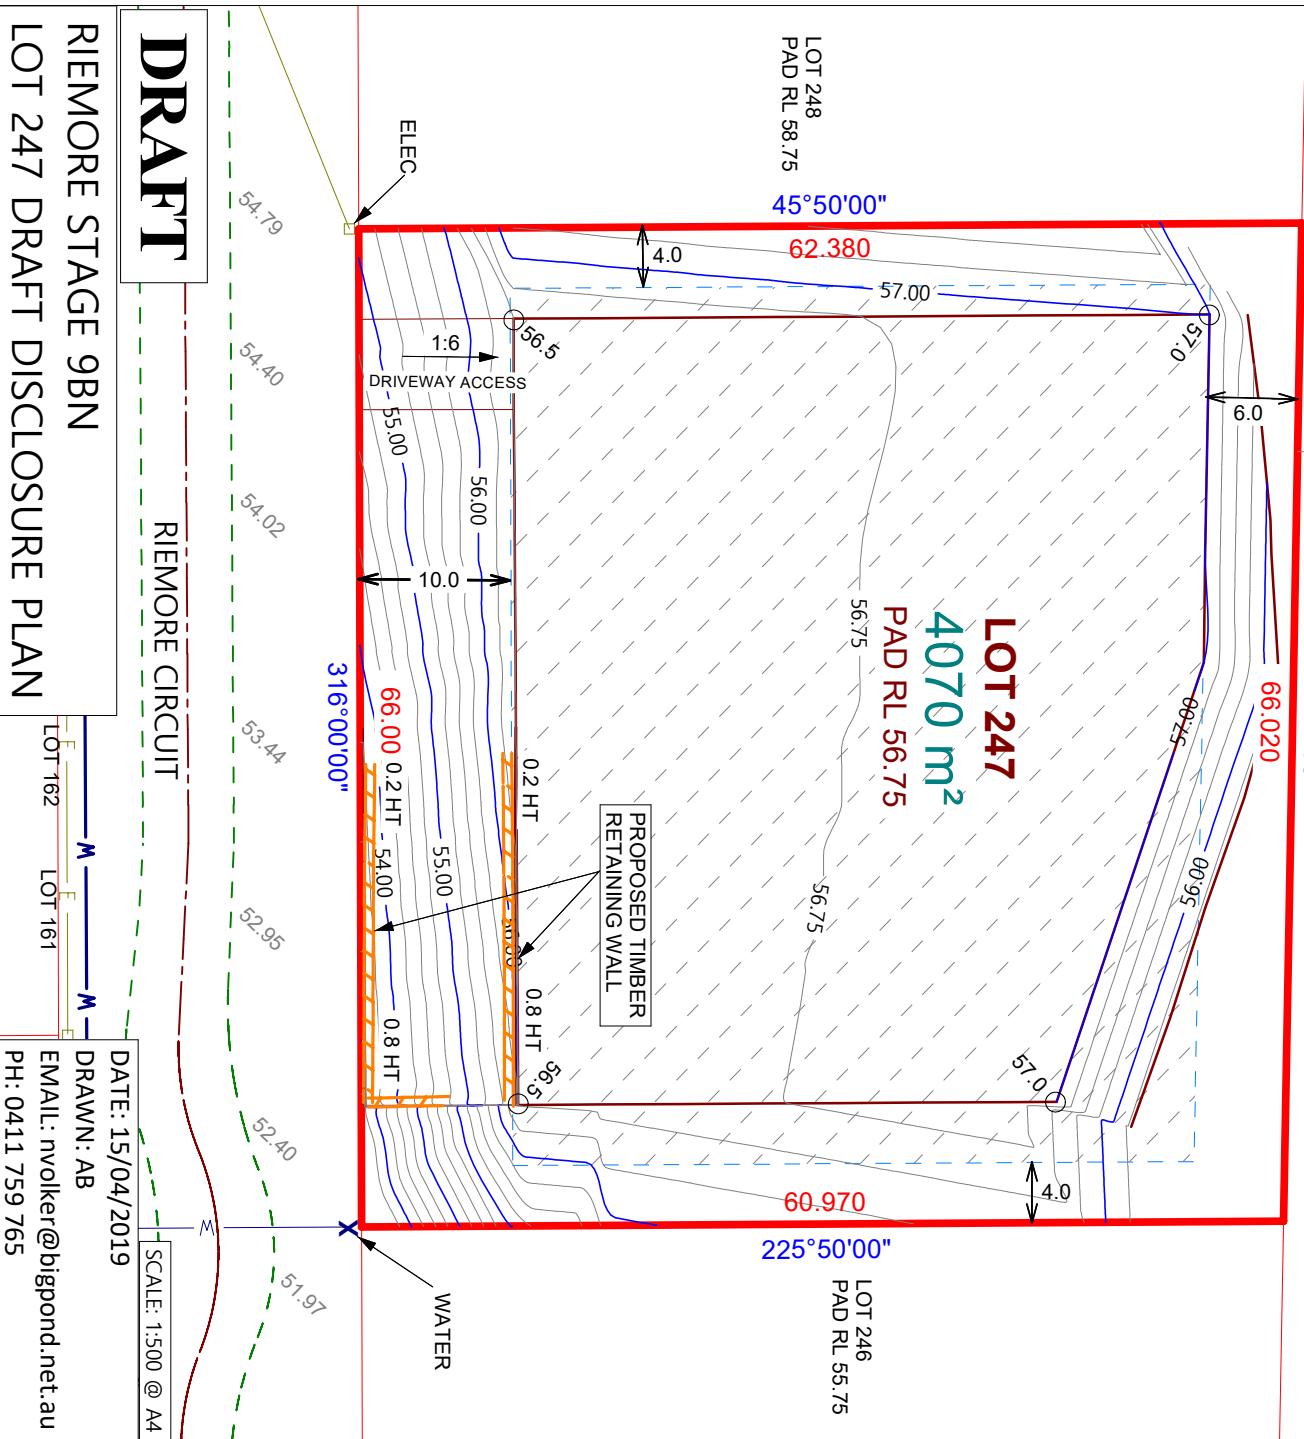 LOT 248
PAD RL 58.75
ELEC
45°50'00"
62.380
4.0
57.00
56.5
57.0
6.0
1:6
DRIVEWAY ACCESS
55.00
56.00
10.0
56.75
LOT 247
4070 m²
PAD RL 56.75
66.020
57.00
59.00
316°00'00"
66.00
0.2 HT
0.2 HT
54.00
55.00
56.00
PROPOSED TIMBER
RETAINING WALL
56.75
0.8 HT
0.8 HT
56.5
57.0
4.0
60.970
225°50'00"
LOT 246
PAD RL 55.75
WATER
54.79
54.40
54.02
53.44
52.95
52.40
51.97
RIEMORE CIRCUIT
W
DRAFT
RIEMORE STAGE 9BN
LOT 247 DRAFT DISCLOSURE PLAN
LOT 162
LOT 161
E
E
W
W
DATE: 15/04/2019
DRAWN: AB
EMAIL: nvolker@bigpond.net.au
PH: 0411 759 765
SCALE: 1:500 @ A4